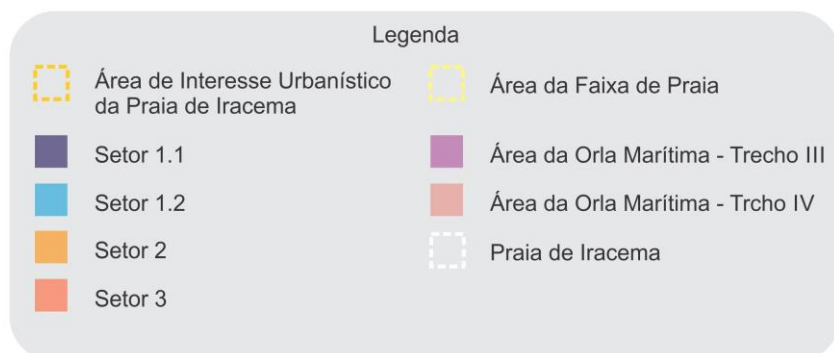 Legenda
Área de Interesse Urbanístico
da Praia de Iracema
Setor 1.1
Setor 1.2
Setor 2
Setor 3
Área da Faixa de Praia
Área da Orla Marítima - Trecho III
Área da Orla Marítima - Trcho IV
Praia de Iracema